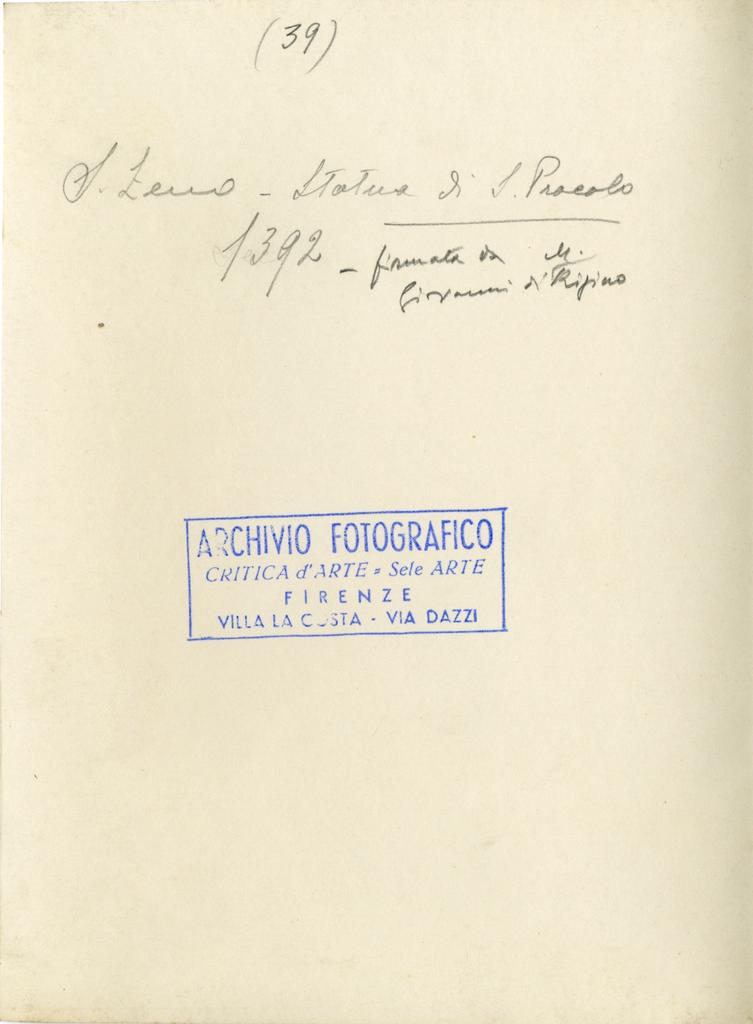 (39)
S. Zeno - Statua di S. Procolo
1392 - firmata da M.
Giovanni di Rigino
ARCHIVIO FOTOGRAFICO
CRITICA d'ARTE = Sele ARTE
FIRENZE
VILLA LA COSTA - VIA DAZZI